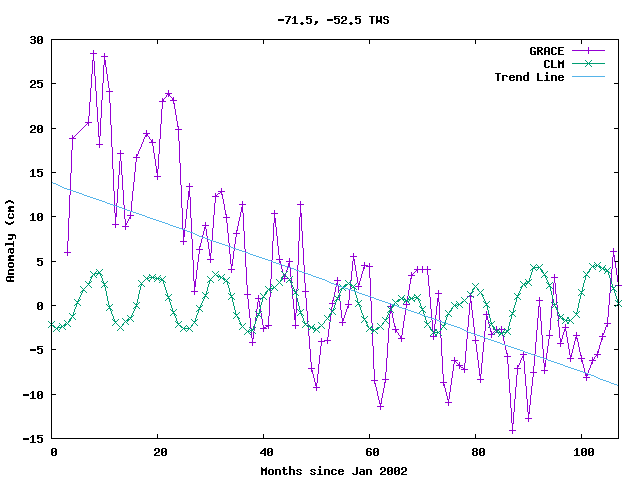 -71.5, -52.5 TWS
GRACE
CLM
Trend Line
30
25
20
15
10
5
0
-5
-10
-15
Anomaly (cm)
0 20 40 60 80 100
Months since Jan 2002